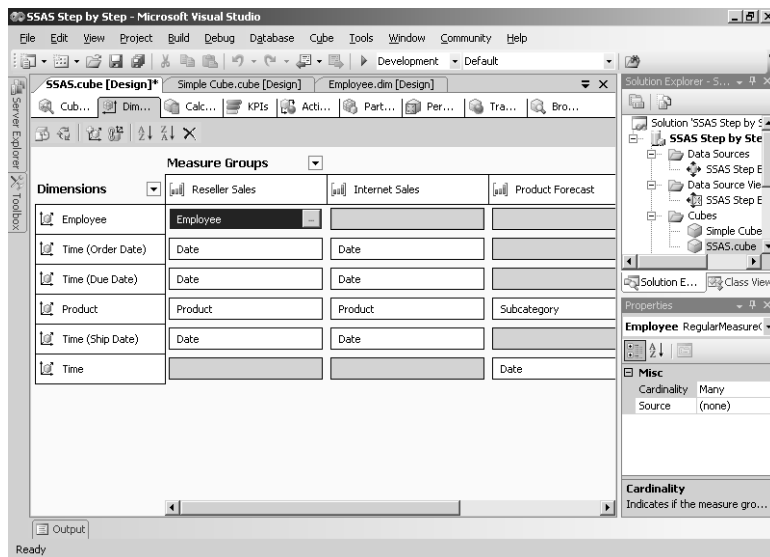 SSAS Step by Step - Microsoft Visual Studio
File Edit View Project Build Debug Database Cube Tools Window Community Help
Development Default
SSAS.cube [Design]* Simple Cube.cube [Design] Employee.dim [Design]
Solution Explorer - S...
Cub... Dim... Calc... KPIs Acti... Part... Per... Tra... Bro...
Server Explorer
Toolbox
Solution 'SSAS Step by S
SSAS Step by Ste
Data Sources
SSAS Step E
Data Source Vie
SSAS Step E
Cubes
Simple Cube
SSAS.cube
Solution E... Class View
Measure Groups
Dimensions Reseller Sales Internet Sales Product Forecast
Employee Employee ...
Time (Order Date) Date Date
Time (Due Date) Date Date
Product Product Product Subcategory
Time (Ship Date) Date Date
Time Date
Properties
Employee RegularMeasureG
Misc
Cardinality Many
Source (none)
Cardinality
Indicates if the measure gro...
Output
Ready